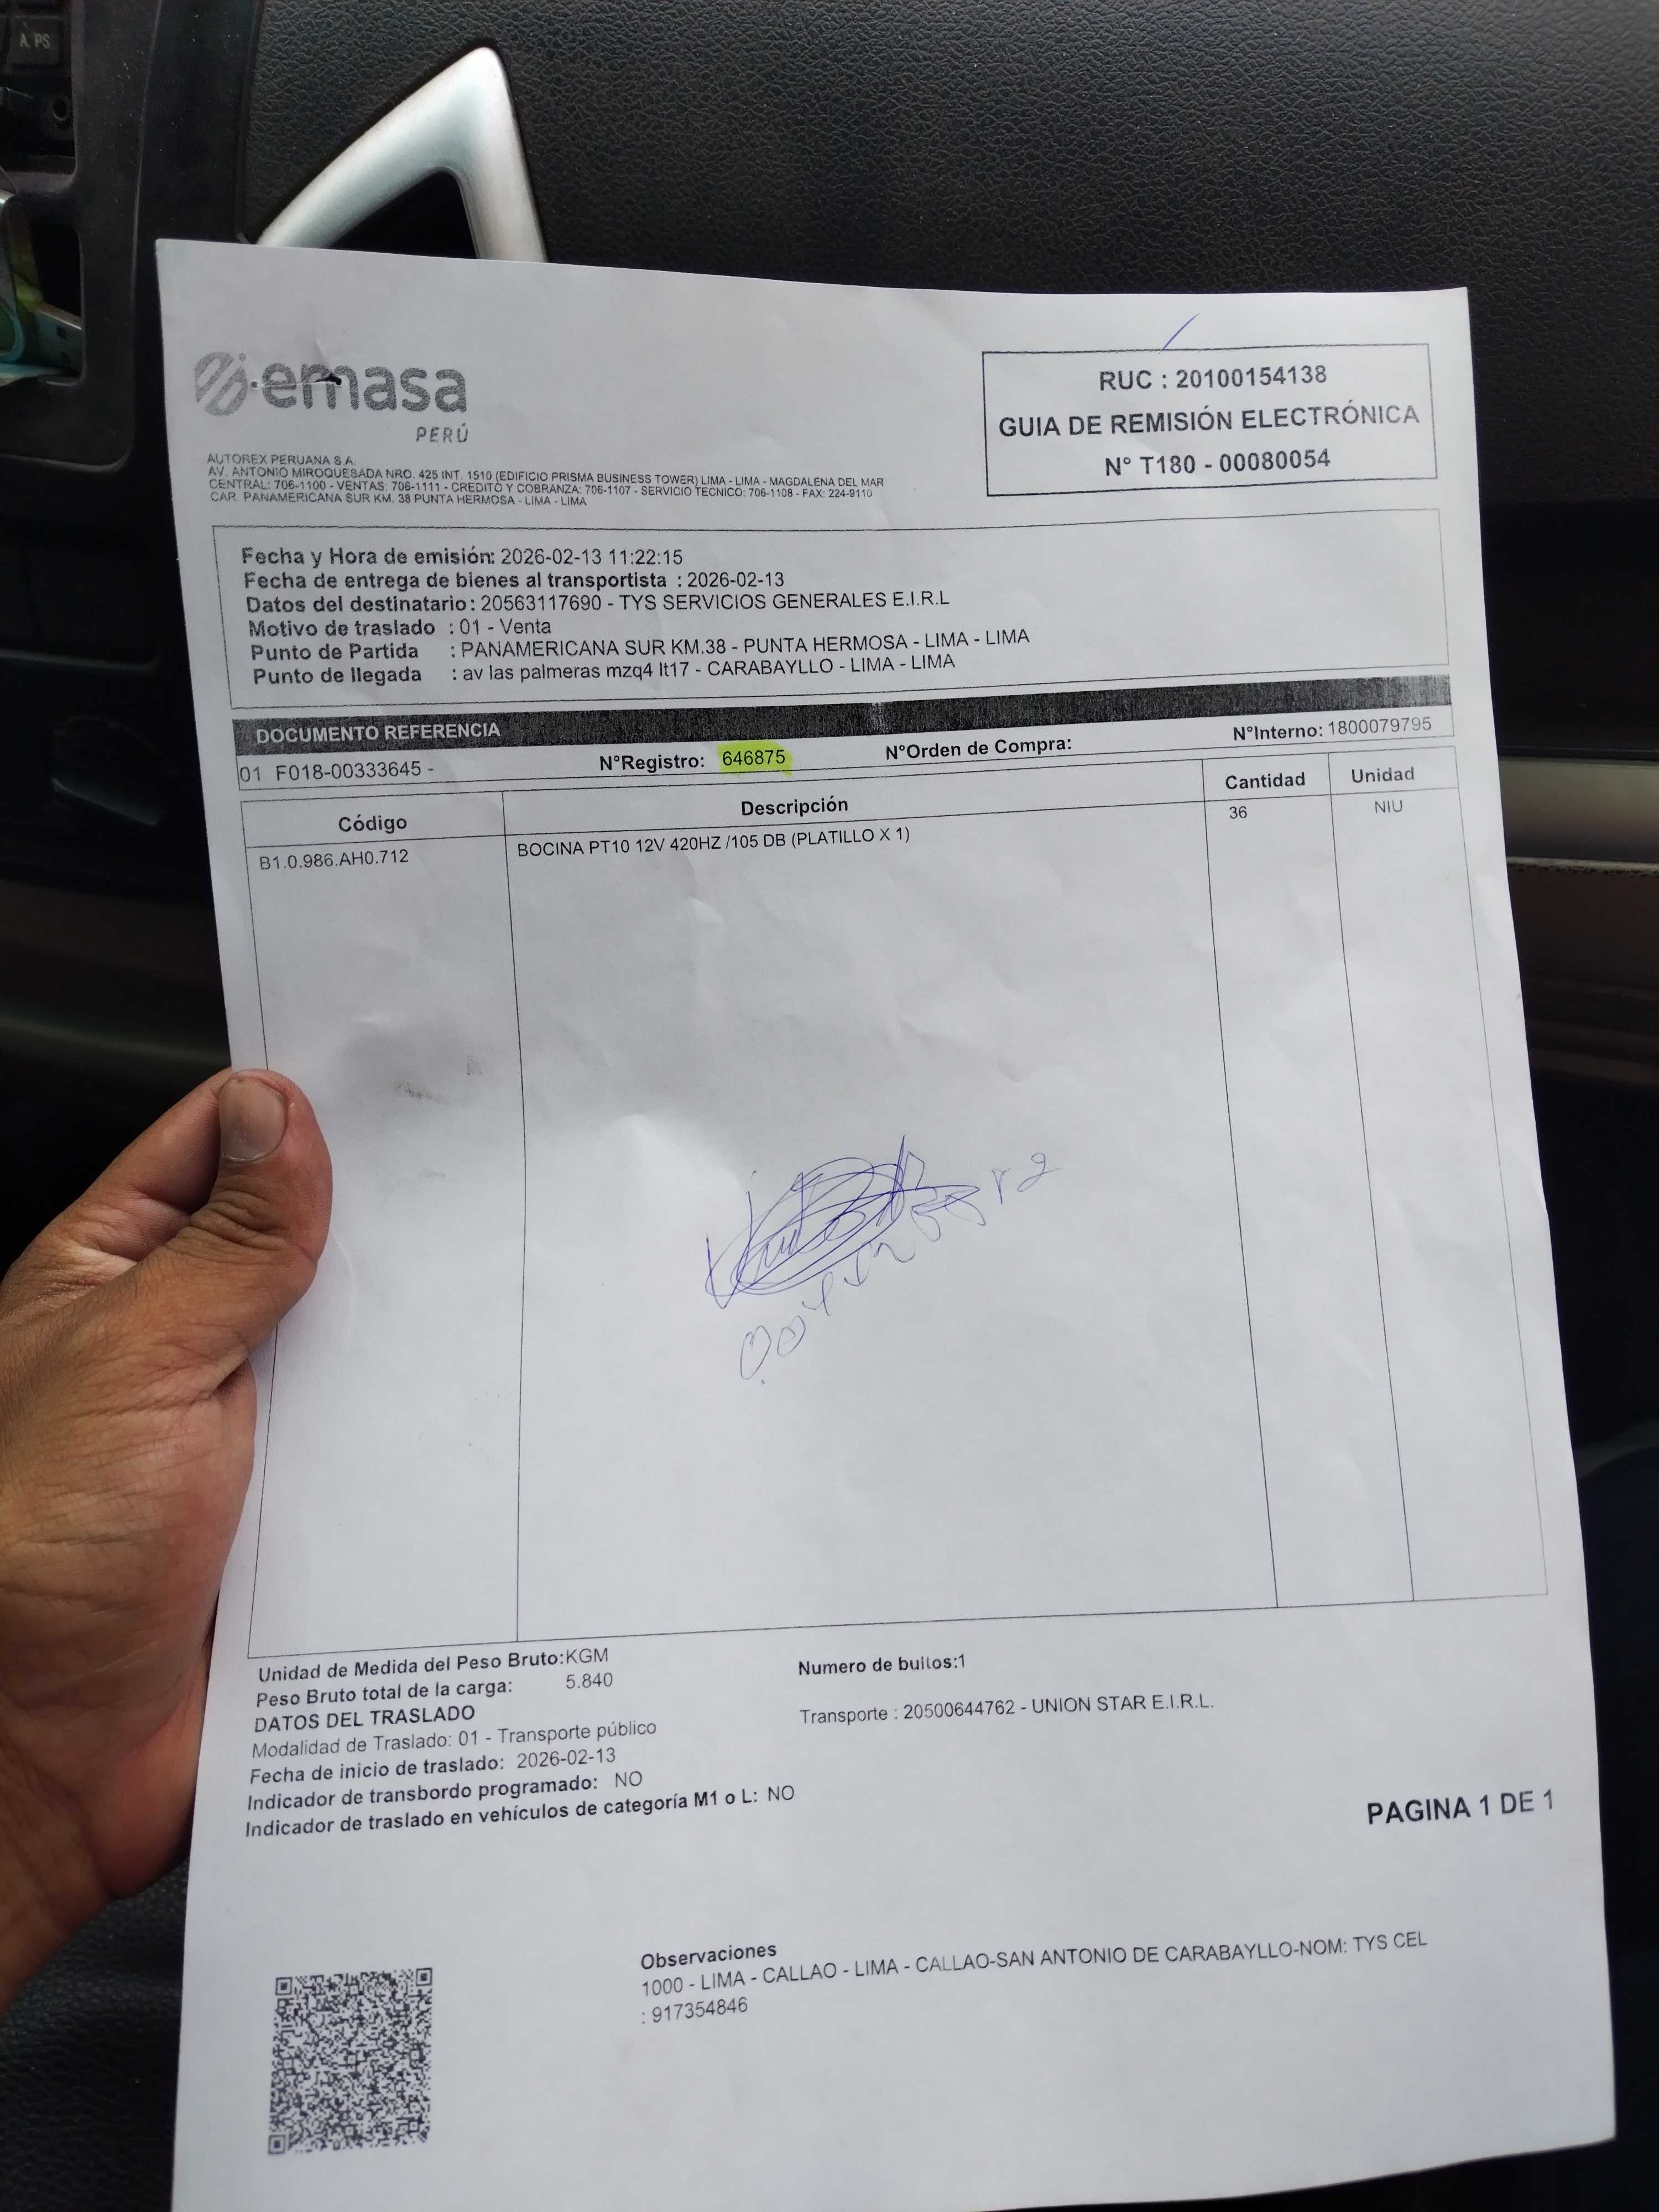 A. PS
emasa
PERÚ
RUC : 20100154138
GUIA DE REMISIÓN ELECTRÓNICA
N° T180 - 00080054
AUTOREX PERUANA S.A.
AV. ANTONIO MIROQUESADA NRO. 425 INT. 1510 (EDIFICIO PRISMA BUSINESS TOWER) LIMA - LIMA - MAGDALENA DEL MAR
CENTRAL: 706-1100 - VENTAS: 706-1111 - CREDITO Y COBRANZA: 706-1107 - SERVICIO TECNICO: 706-1108 - FAX: 224-9110
CAR. PANAMERICANA SUR KM. 38 PUNTA HERMOSA - LIMA - LIMA
Fecha y Hora de emisión: 2026-02-13 11:22:15
Fecha de entrega de bienes al transportista : 2026-02-13
Datos del destinatario : 20563117690 - TYS SERVICIOS GENERALES E.I.R.L
Motivo de traslado : 01 - Venta
Punto de Partida : PANAMERICANA SUR KM.38 - PUNTA HERMOSA - LIMA - LIMA
Punto de llegada : av las palmeras mzq4 lt17 - CARABAYLLO - LIMA - LIMA
DOCUMENTO REFERENCIA
01 F018-00333645 - N°Registro: 646875 N°Orden de Compra: N°Interno: 1800079795
Código Descripción Cantidad Unidad
B1.0.986.AH0.712 BOCINA PT10 12V 420HZ /105 DB (PLATILLO X 1) 36 NIU
Unidad de Medida del Peso Bruto:KGM Numero de bultos:1
Peso Bruto total de la carga: 5.840
DATOS DEL TRASLADO Transporte : 20500644762 - UNION STAR E.I.R.L.
Modalidad de Traslado: 01 - Transporte público
Fecha de inicio de traslado: 2026-02-13
Indicador de transbordo programado: NO
Indicador de traslado en vehículos de categoría M1 o L: NO
PAGINA 1 DE 1
Observaciones
1000 - LIMA - CALLAO - LIMA - CALLAO-SAN ANTONIO DE CARABAYLLO-NOM: TYS CEL
: 917354846